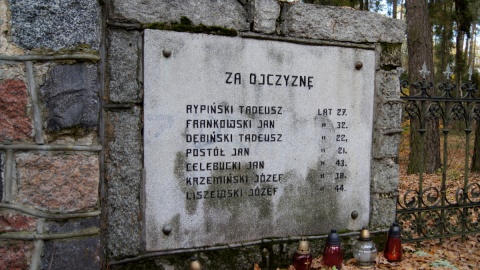 ZA OJCZYZNĘ
RYPIŃSKI TADEUSZ LAT 27.
FRANKOWSKI JAN " 32.
DĘBIŃSKI TADEUSZ " 22.
POSTÓŁ JAN " 21.
CELEBUCKI JAN " 43.
KRZEMIŃSKI JÓZEF " 38.
LISZEWSKI JÓZEF " 44.